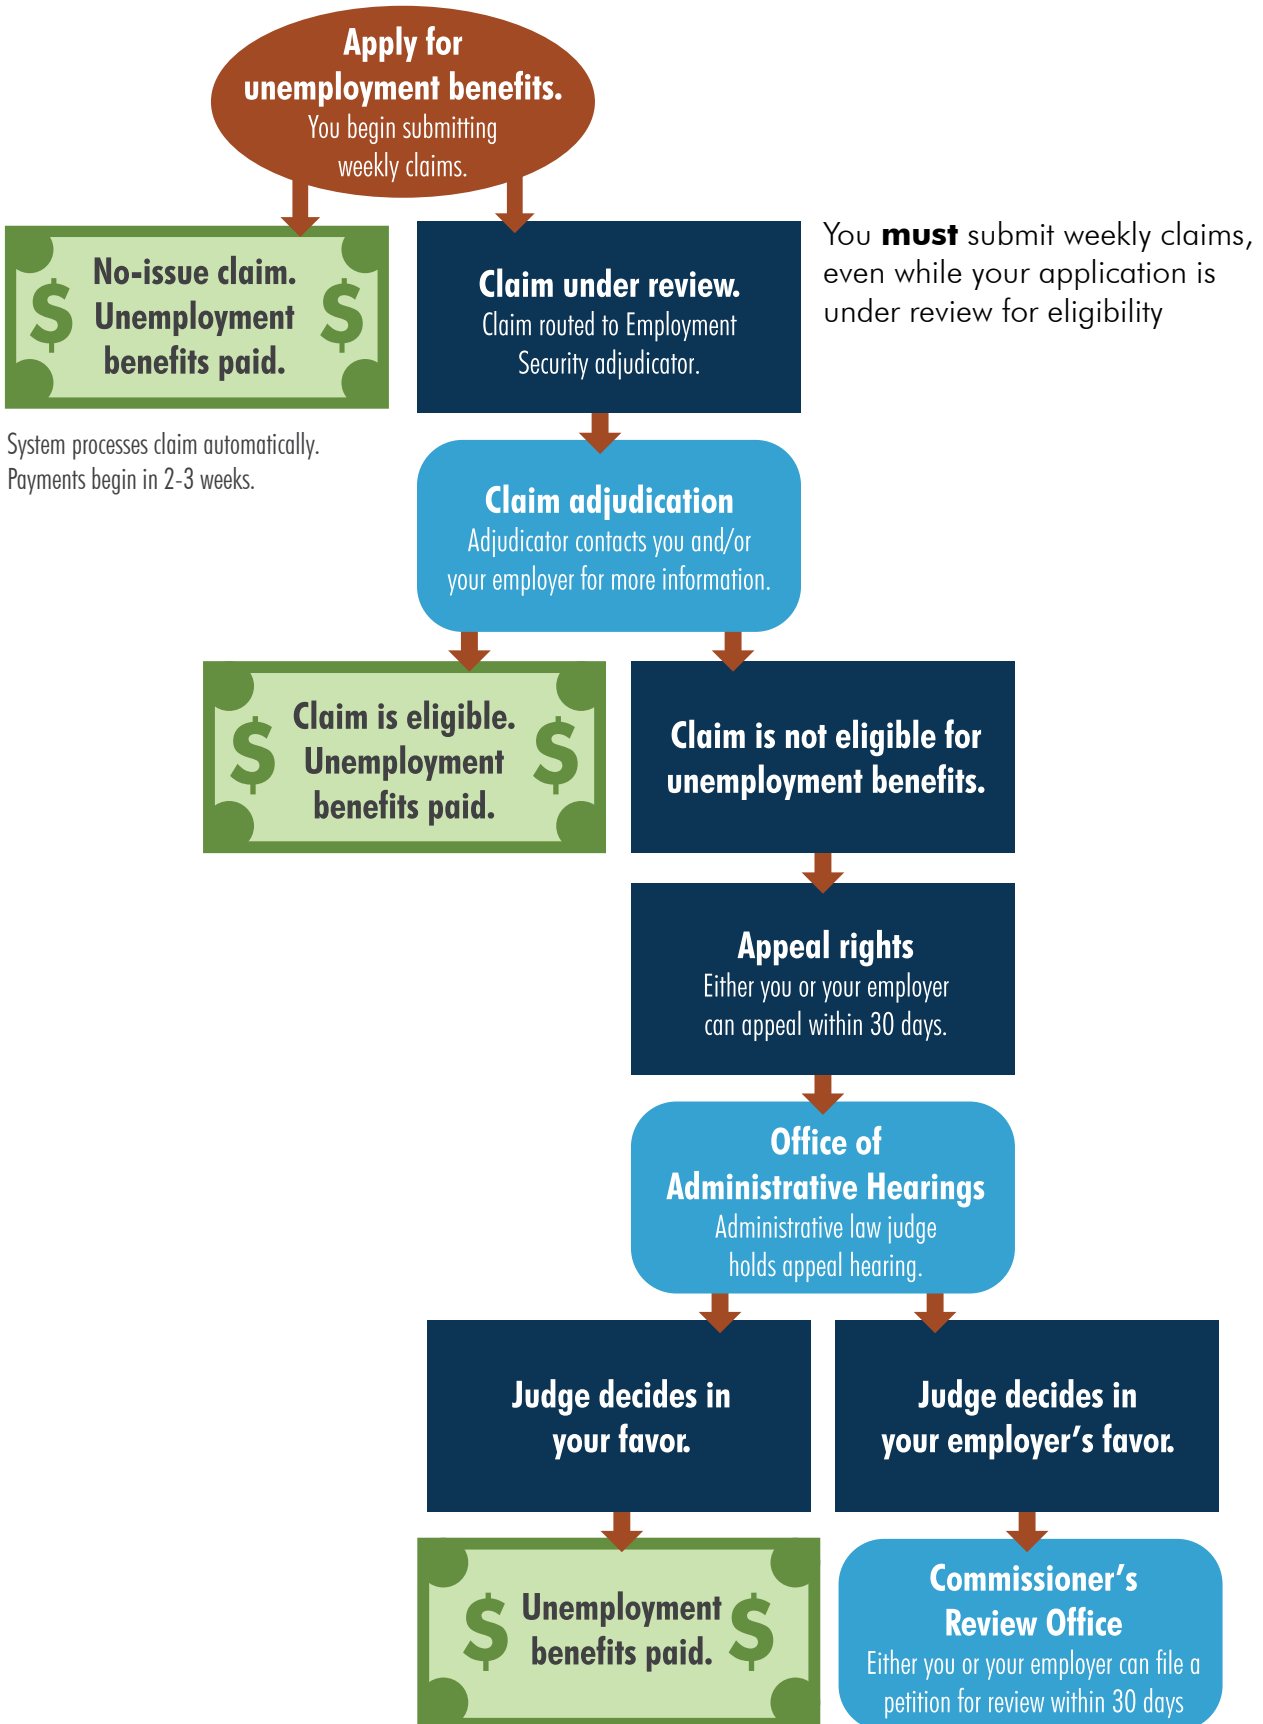 Apply for
unemployment benefits.
You begin submitting
weekly claims.
$ No-issue claim. $
Unemployment
benefits paid.
System processes claim automatically.
Payments begin in 2-3 weeks.
Claim under review.
Claim routed to Employment
Security adjudicator.
You must submit weekly claims,
even while your application is
under review for eligibility
Claim adjudication
Adjudicator contacts you and/or
your employer for more information.
$ Claim is eligible. $
Unemployment
benefits paid.
Claim is not eligible for
unemployment benefits.
Appeal rights
Either you or your employer
can appeal within 30 days.
Office of
Administrative Hearings
Administrative law judge
holds appeal hearing.
Judge decides in
your favor.
Judge decides in
your employer's favor.
$ Unemployment $
benefits paid.
Commissioner's
Review Office
Either you or your employer can file a
petition for review within 30 days